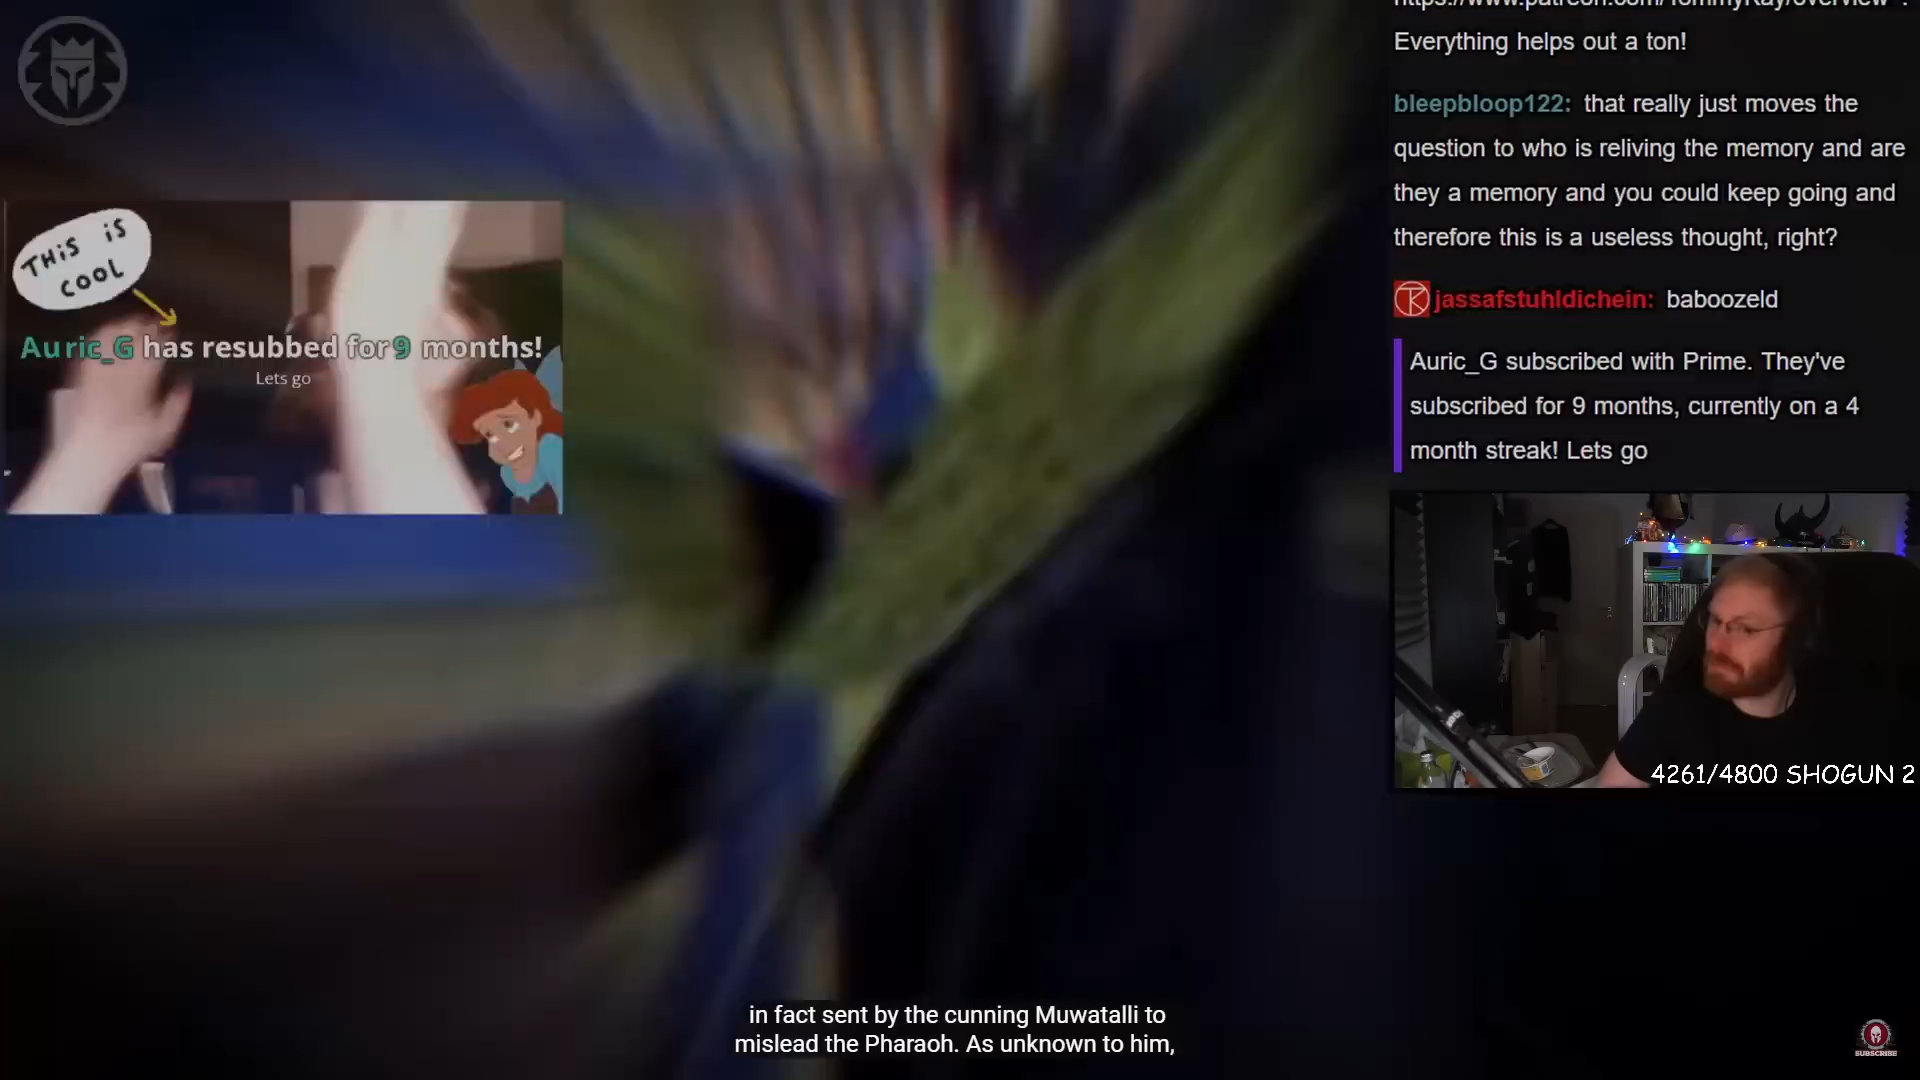 Everything helps out a ton!
bleepbloop122: that really just moves the
question to who is reliving the memory and are
they a memory and you could keep going and
therefore this is a useless thought, right?
jassafstuhldichein: baboozeld
Auric_G subscribed with Prime. They've
subscribed for 9 months, currently on a 4
month streak! Lets go
THiS iS
COOL
Auric_G has resubbed for 9 months!
Lets go
4261/4800 SHOGUN 2
in fact sent by the cunning Muwatalli to
mislead the Pharaoh. As unknown to him,
SUBSCRIBE